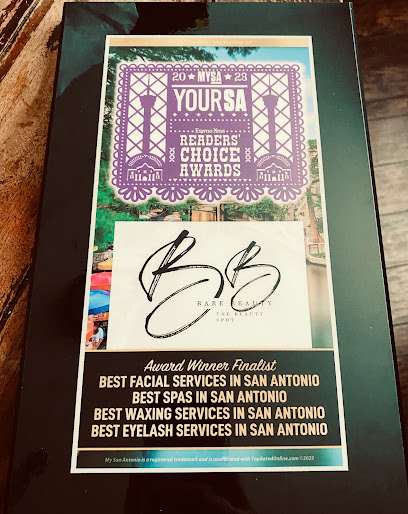 20 ★ MYSA ★ 23
YOURSA
Express-News
READERS'
CHOICE
AWARDS
BB
BARE BEAUTY
THE BEAUTY
SPOT
Award Winner Finalist
BEST FACIAL SERVICES IN SAN ANTONIO
BEST SPAS IN SAN ANTONIO
BEST WAXING SERVICES IN SAN ANTONIO
BEST EYELASH SERVICES IN SAN ANTONIO
My San Antonio is a registered trademark and is unaffiliated with TopRatedOnline.com ©2023